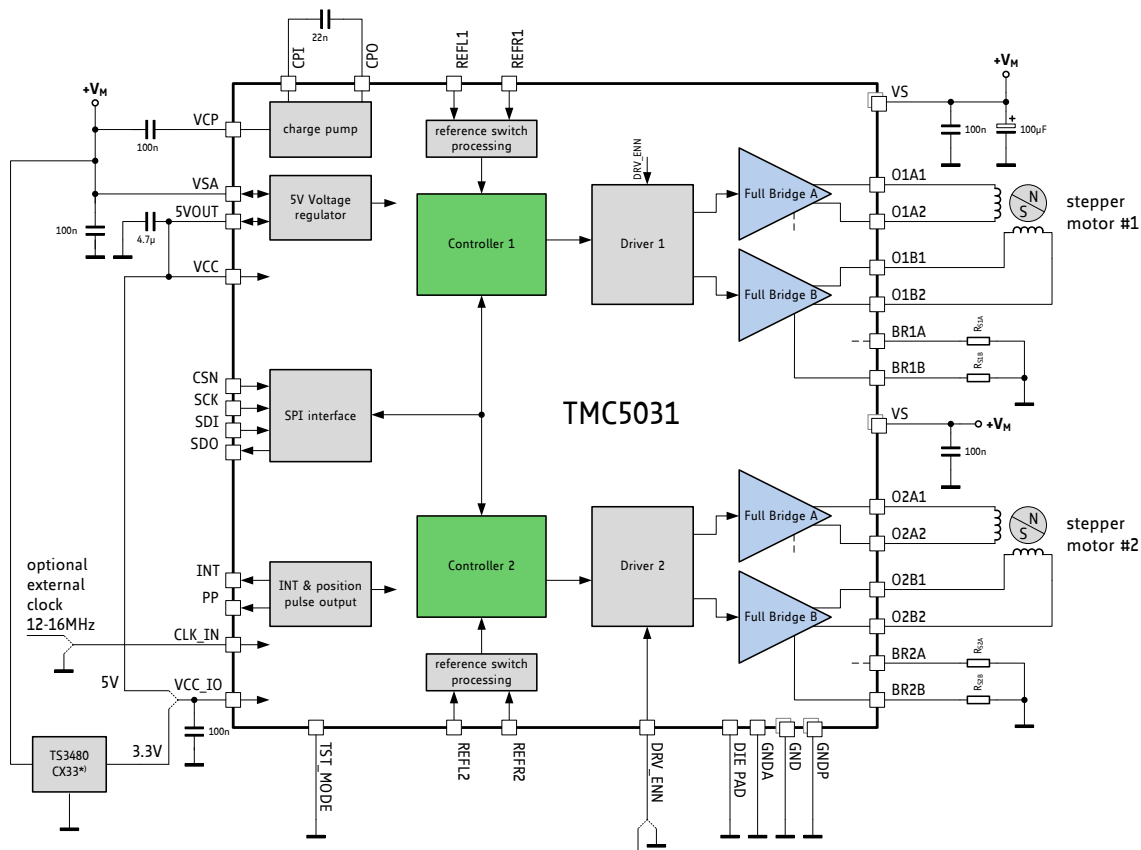 22n
CPI
CPO
REFL1
REFR1
+VM
VCP
100n
charge pump
reference switch
processing
VSA
5VOUT
5V Voltage
regulator
100n
4.7µ
VCC
Controller 1
DRV_ENN
Driver 1
Full Bridge A
Full Bridge B
+VM
VS
100n
+
100µF
O1A1
O1A2
N
S
stepper
motor #1
O1B1
O1B2
BR1A
RS1A
BR1B
RS1B
CSN
SCK
SDI
SDO
SPI interface
TMC5031
VS
+VM
100n
Controller 2
Driver 2
Full Bridge A
Full Bridge B
O2A1
O2A2
N
S
stepper
motor #2
O2B1
O2B2
BR2A
RS2A
BR2B
RS2B
INT
PP
INT & position
pulse output
optional
external
clock
12-16MHz
CLK_IN
reference switch
processing
5V
VCC_IO
100n
TS3480
CX33*)
3.3V
TST_MODE
REFL2
REFR2
DRV_ENN
DIE PAD
GNDA
GND
GNDP